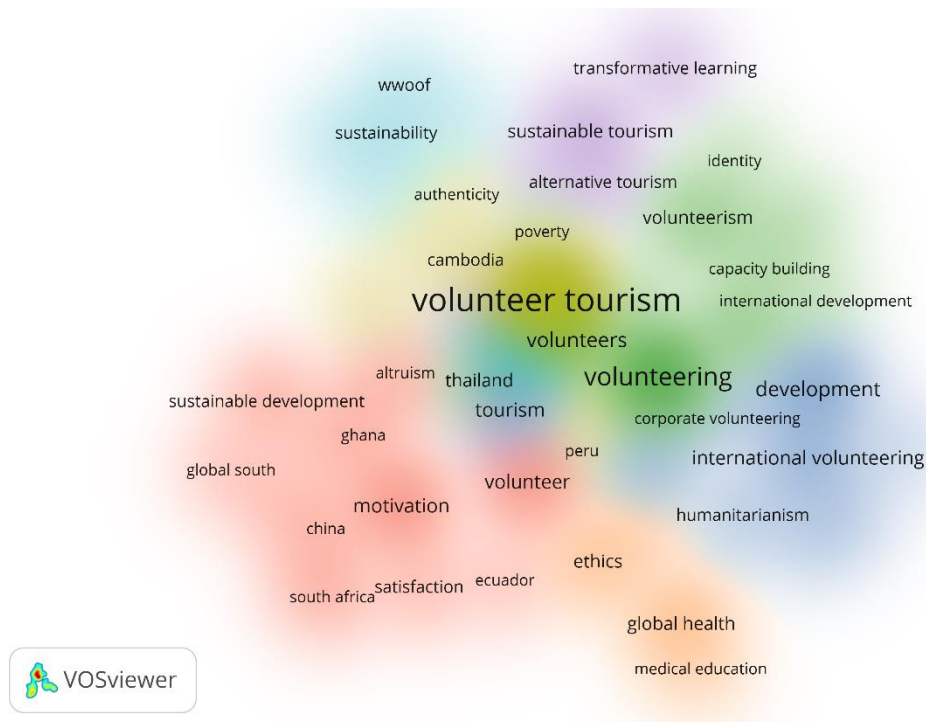 transformative learning
wwoof
sustainability
sustainable tourism
identity
alternative tourism
authenticity
volunteerism
poverty
cambodia
capacity building
volunteer tourism
international development
volunteers
altruism
thailand
volunteering
development
sustainable development
tourism
corporate volunteering
ghana
peru
international volunteering
global south
volunteer
motivation
humanitarianism
china
ethics
ecuador
satisfaction
south africa
global health
medical education
VOSviewer